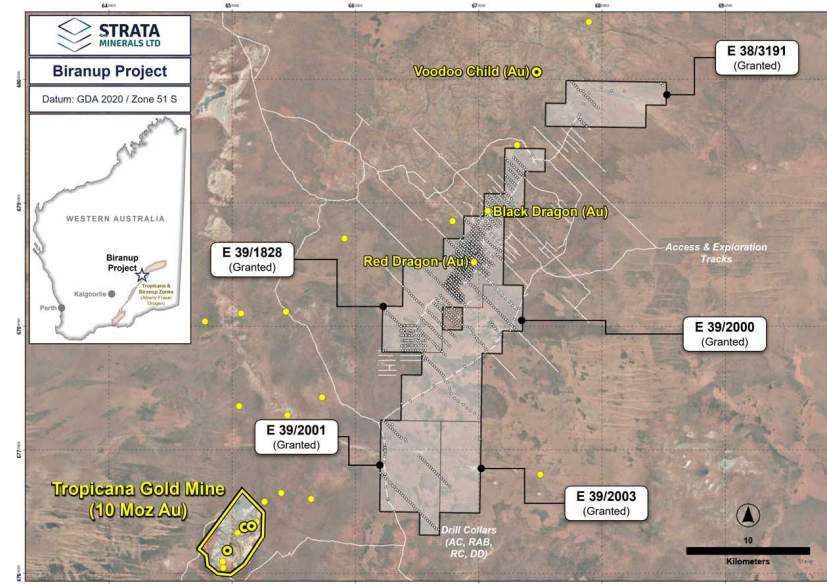 STRATA
MINERALS LTD
Biranup Project
Datum: GDA 2020 / Zone 51 S
WESTERN AUSTRALIA
Biranup
Project
Tropicana &
Biranup Zones
(Albany-Fraser
Orogen)
Kalgoorlie
Perth
Voodoo Child (Au)
E 38/3191
(Granted)
Black Dragon (Au)
E 39/1828
(Granted)
Red Dragon (Au)
Access & Exploration
Tracks
E 39/2000
(Granted)
E 39/2001
(Granted)
Tropicana Gold Mine
(10 Moz Au)
E 39/2003
(Granted)
Drill Collars
(AC, RAB,
RC, DD)
10
Kilometers